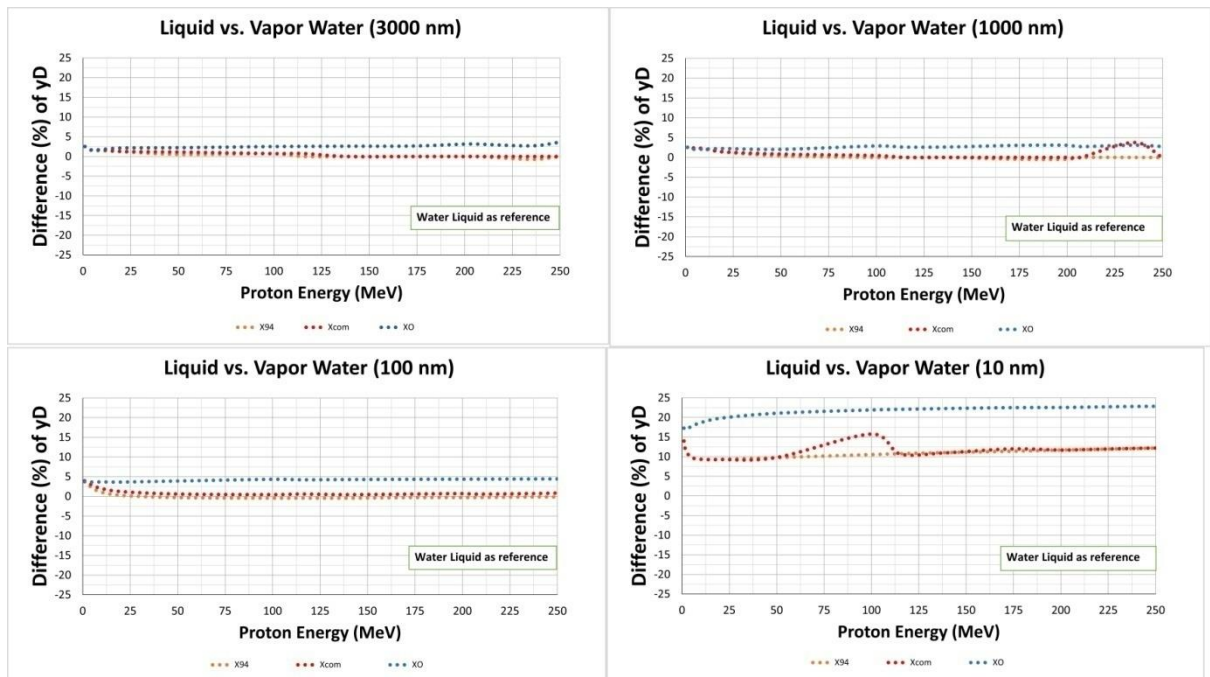 Liquid vs. Vapor Water (3000 nm)
Difference (%) of yD
25
20
15
10
5
0
-5
-10
-15
-20
-25
Water Liquid as reference
0 25 50 75 100 125 150 175 200 225 250
Proton Energy (MeV)
X94 Xcom XO
Liquid vs. Vapor Water (1000 nm)
Difference (%) of yD
25
20
15
10
5
0
-5
-10
-15
-20
-25
Water Liquid as reference
0 25 50 75 100 125 150 175 200 225 250
Proton Energy (MeV)
X94 Xcom XO
Liquid vs. Vapor Water (100 nm)
Difference (%) of yD
25
20
15
10
5
0
-5
-10
-15
-20
-25
Water Liquid as reference
0 25 50 75 100 125 150 175 200 225 250
Proton Energy (MeV)
X94 Xcom XO
Liquid vs. Vapor Water (10 nm)
Difference (%) of yD
25
20
15
10
5
0
-5
-10
-15
-20
-25
Water Liquid as reference
0 25 50 75 100 125 150 175 200 225 250
Proton Energy (MeV)
X94 Xcom XO